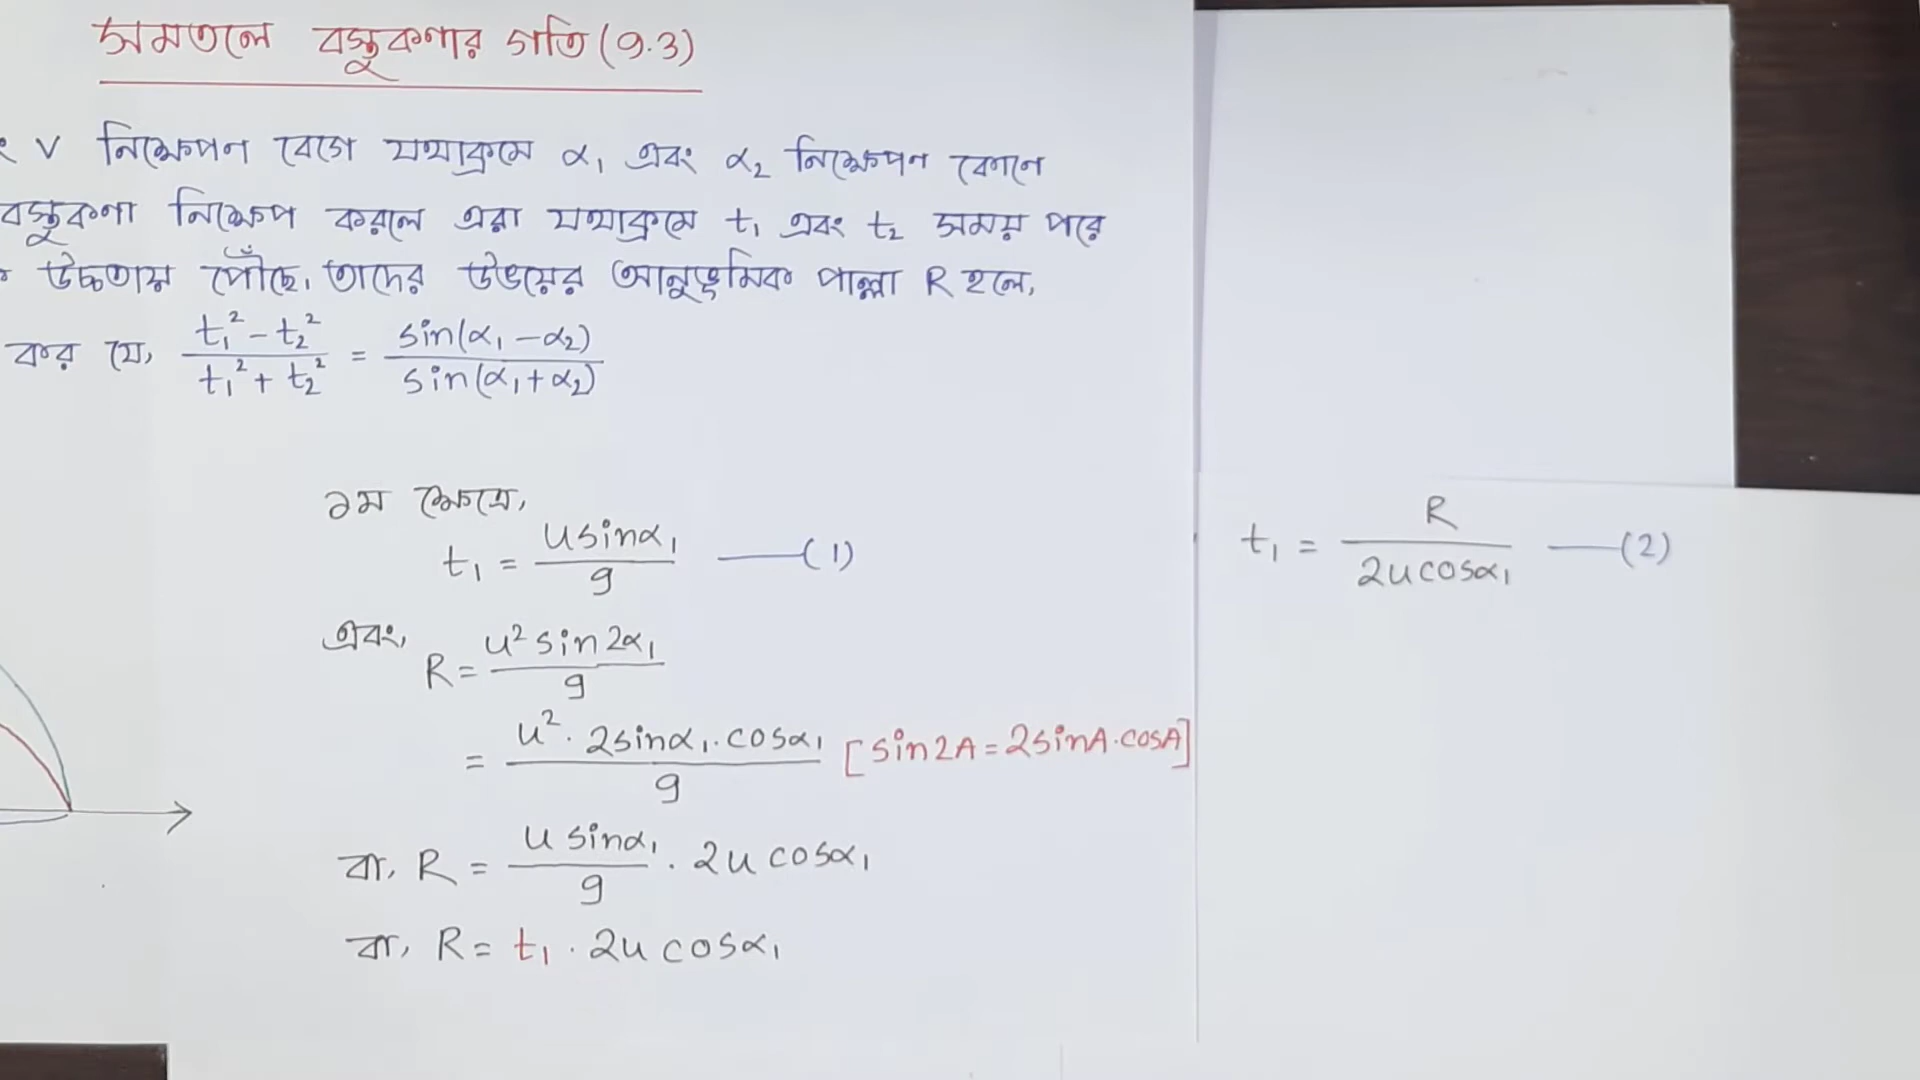 সমতলে বস্তুকণার গতি (9.3)
v নিক্ষেপন বেগে যথাক্রমে α₁ এবং α₂ নিক্ষেপন কোনে
বস্তুকণা নিক্ষেপ করলে এরা যথাক্রমে t₁ এবং t₂ সময় পরে
উচ্চতায় পৌঁছে। তাদের উভয়ের আনুভূমিক পাল্লা R হলে,
কর যে, (t₁² - t₂²)/(t₁² + t₂²) = sin(α₁ - α₂)/sin(α₁ + α₂)
১ম ক্ষেত্রে,
t₁ = u sinα₁/g —— (1)
এবং,
R = u² sin 2α₁/g
= u² · 2sinα₁ · cosα₁/g [sin2A = 2sinA·cosA]
বা, R = u sinα₁/g · 2u cosα₁
বা, R = t₁ · 2u cosα₁
t₁ = R/2u cosα₁ —— (2)